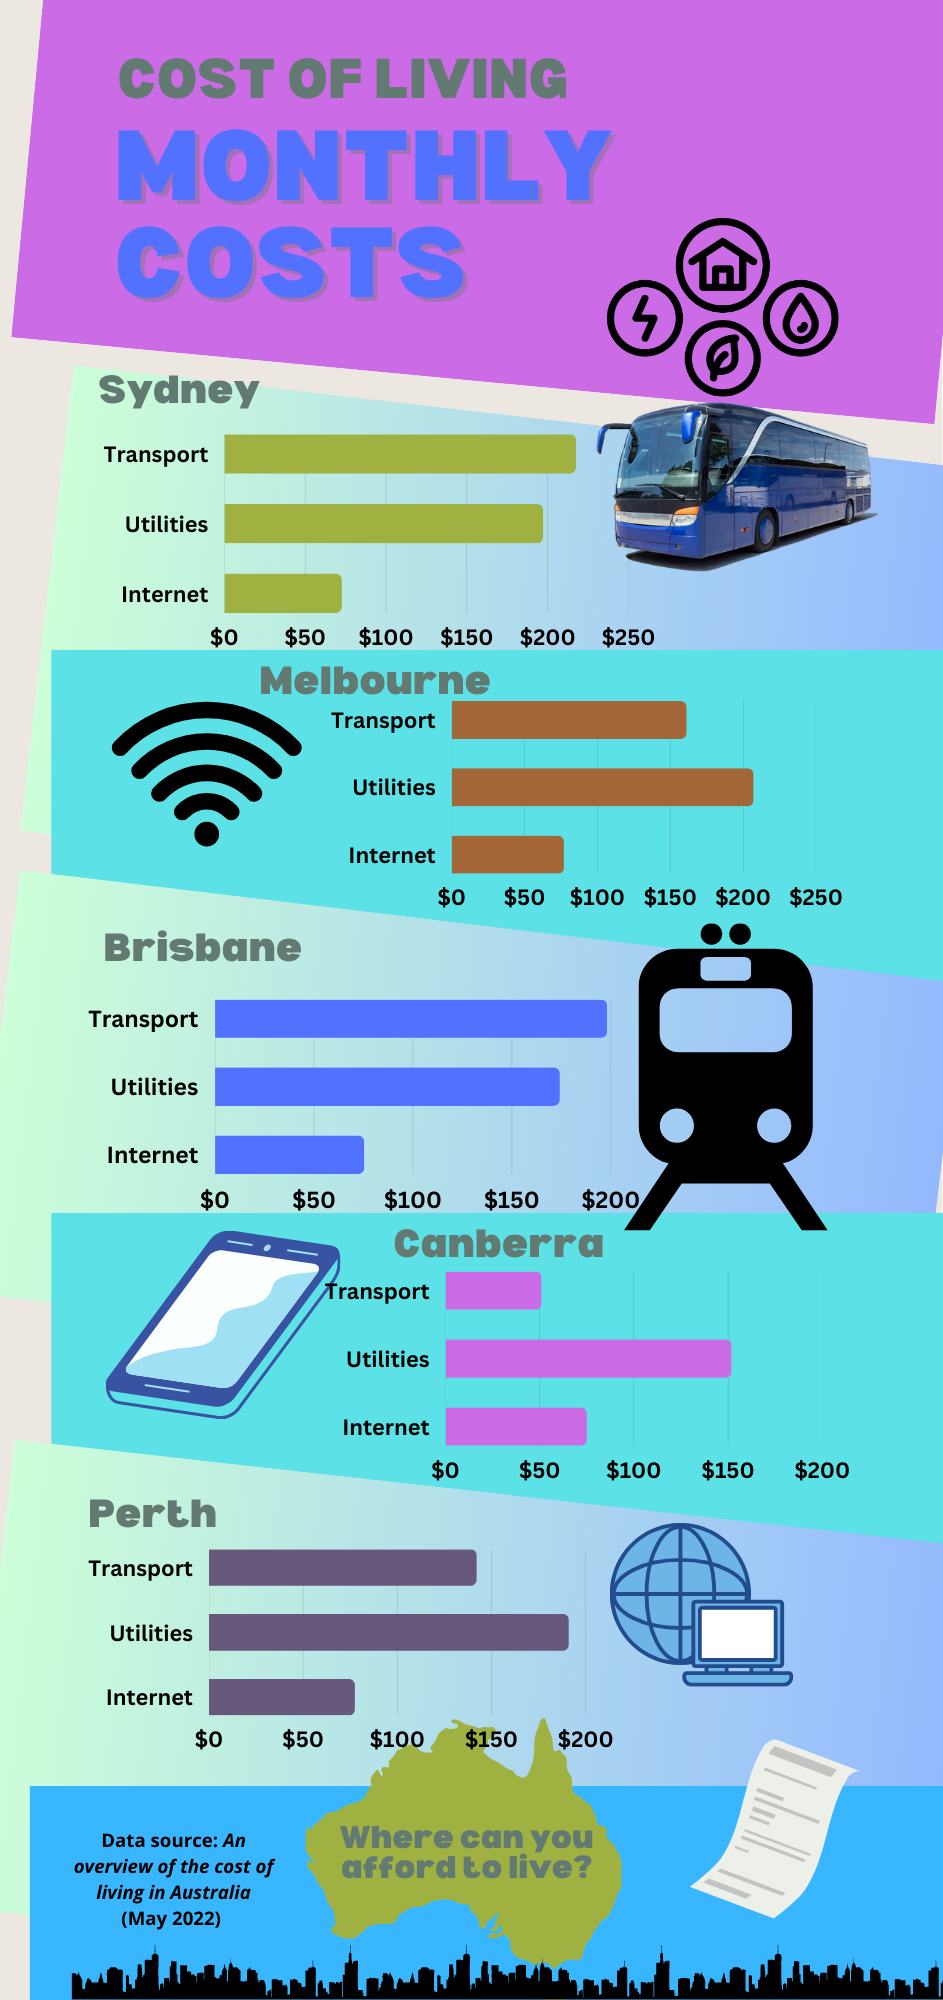 COST OF LIVING
MONTHLY
COSTS
Sydney
Transport
Utilities
Internet
$0 $50 $100 $150 $200 $250
Melbourne
Transport
Utilities
Internet
$0 $50 $100 $150 $200 $250
Brisbane
Transport
Utilities
Internet
$0 $50 $100 $150 $200
Canberra
Transport
Utilities
Internet
$0 $50 $100 $150 $200
Perth
Transport
Utilities
Internet
$0 $50 $100 $150 $200
Data source: An
overview of the cost of
living in Australia
(May 2022)
Where can you
afford to live?